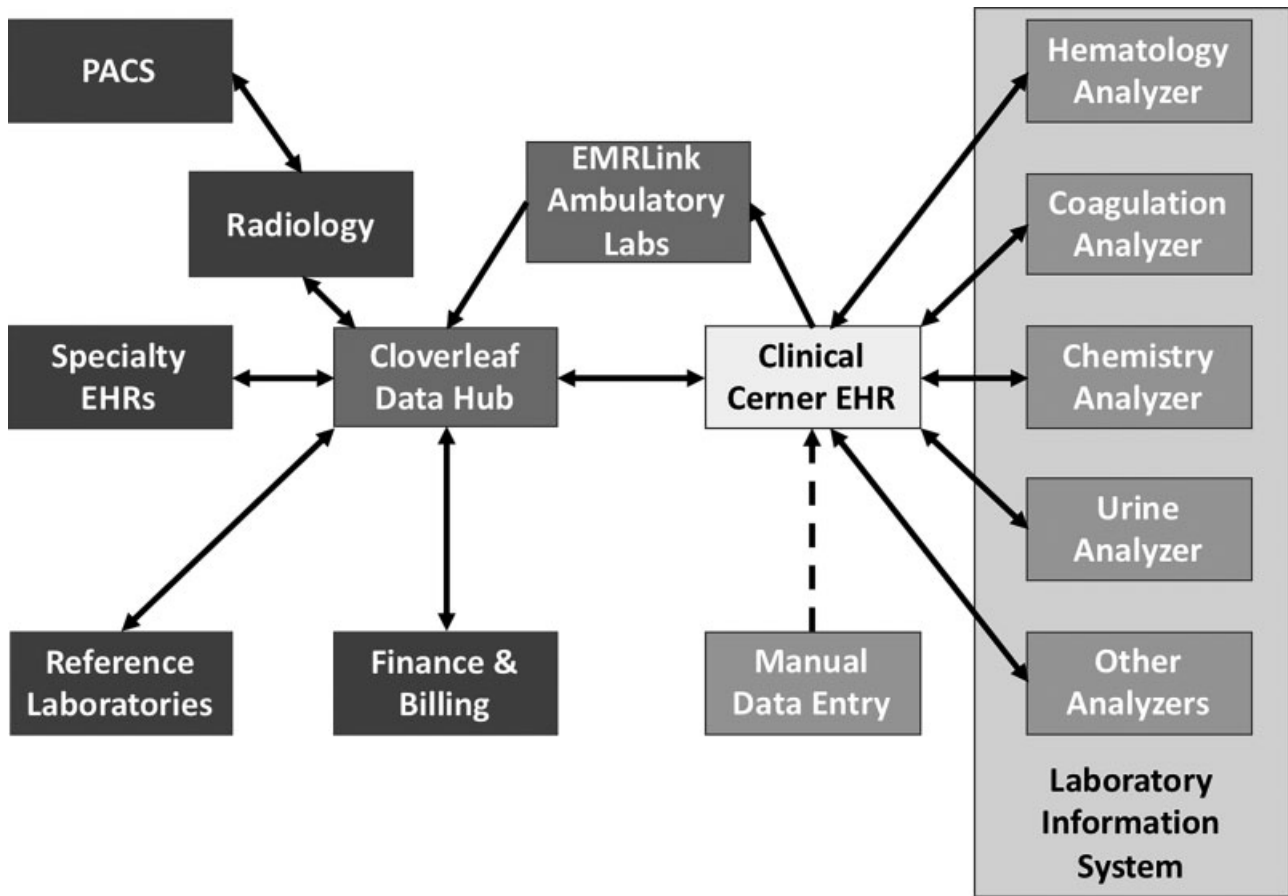 PACS
Hematology
Analyzer
EMRLink
Ambulatory
Labs
Radiology
Coagulation
Analyzer
Specialty
EHRs
Cloverleaf
Data Hub
Clinical
Cerner EHR
Chemistry
Analyzer
Urine
Analyzer
Reference
Laboratories
Finance &
Billing
Manual
Data Entry
Other
Analyzers
Laboratory
Information
System